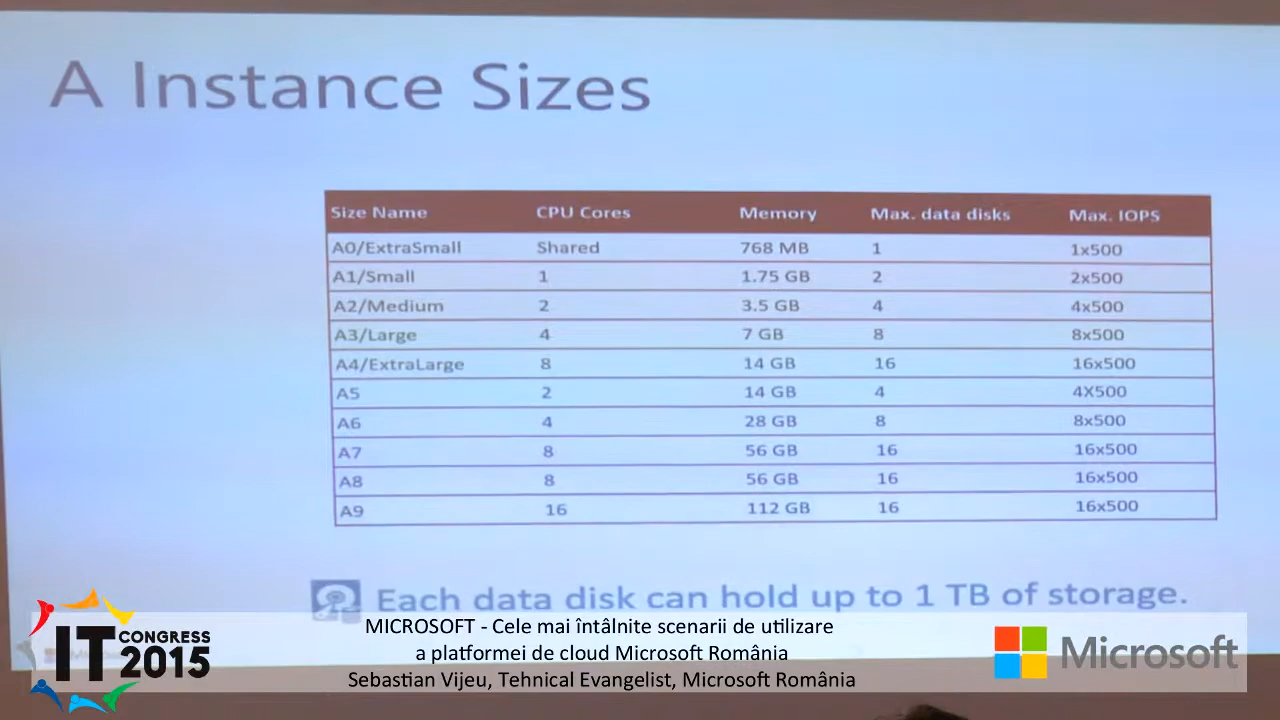 A Instance Sizes
Size Name CPU Cores Memory Max. data disks Max. IOPS
A0/ExtraSmall Shared 768 MB 1 1x500
A1/Small 1 1.75 GB 2 2x500
A2/Medium 2 3.5 GB 4 4x500
A3/Large 4 7 GB 8 8x500
A4/ExtraLarge 8 14 GB 16 16x500
A5 2 14 GB 4 4X500
A6 4 28 GB 8 8x500
A7 8 56 GB 16 16x500
A8 8 56 GB 16 16x500
A9 16 112 GB 16 16x500
Each data disk can hold up to 1 TB of storage.
IT CONGRESS 2015
MICROSOFT - Cele mai întâlnite scenarii de utilizare
a platformei de cloud Microsoft România
Sebastian Vijeu, Tehnical Evangelist, Microsoft România
Microsoft